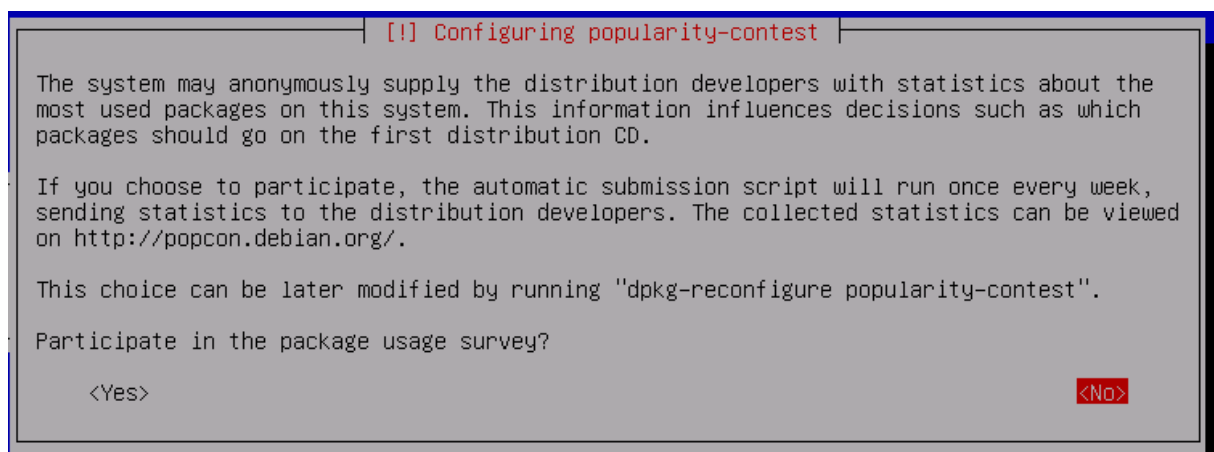 [!] Configuring popularity-contest
The system may anonymously supply the distribution developers with statistics about the
most used packages on this system. This information influences decisions such as which
packages should go on the first distribution CD.
If you choose to participate, the automatic submission script will run once every week,
sending statistics to the distribution developers. The collected statistics can be viewed
on http://popcon.debian.org/.
This choice can be later modified by running "dpkg-reconfigure popularity-contest".
Participate in the package usage survey?
<Yes> <No>